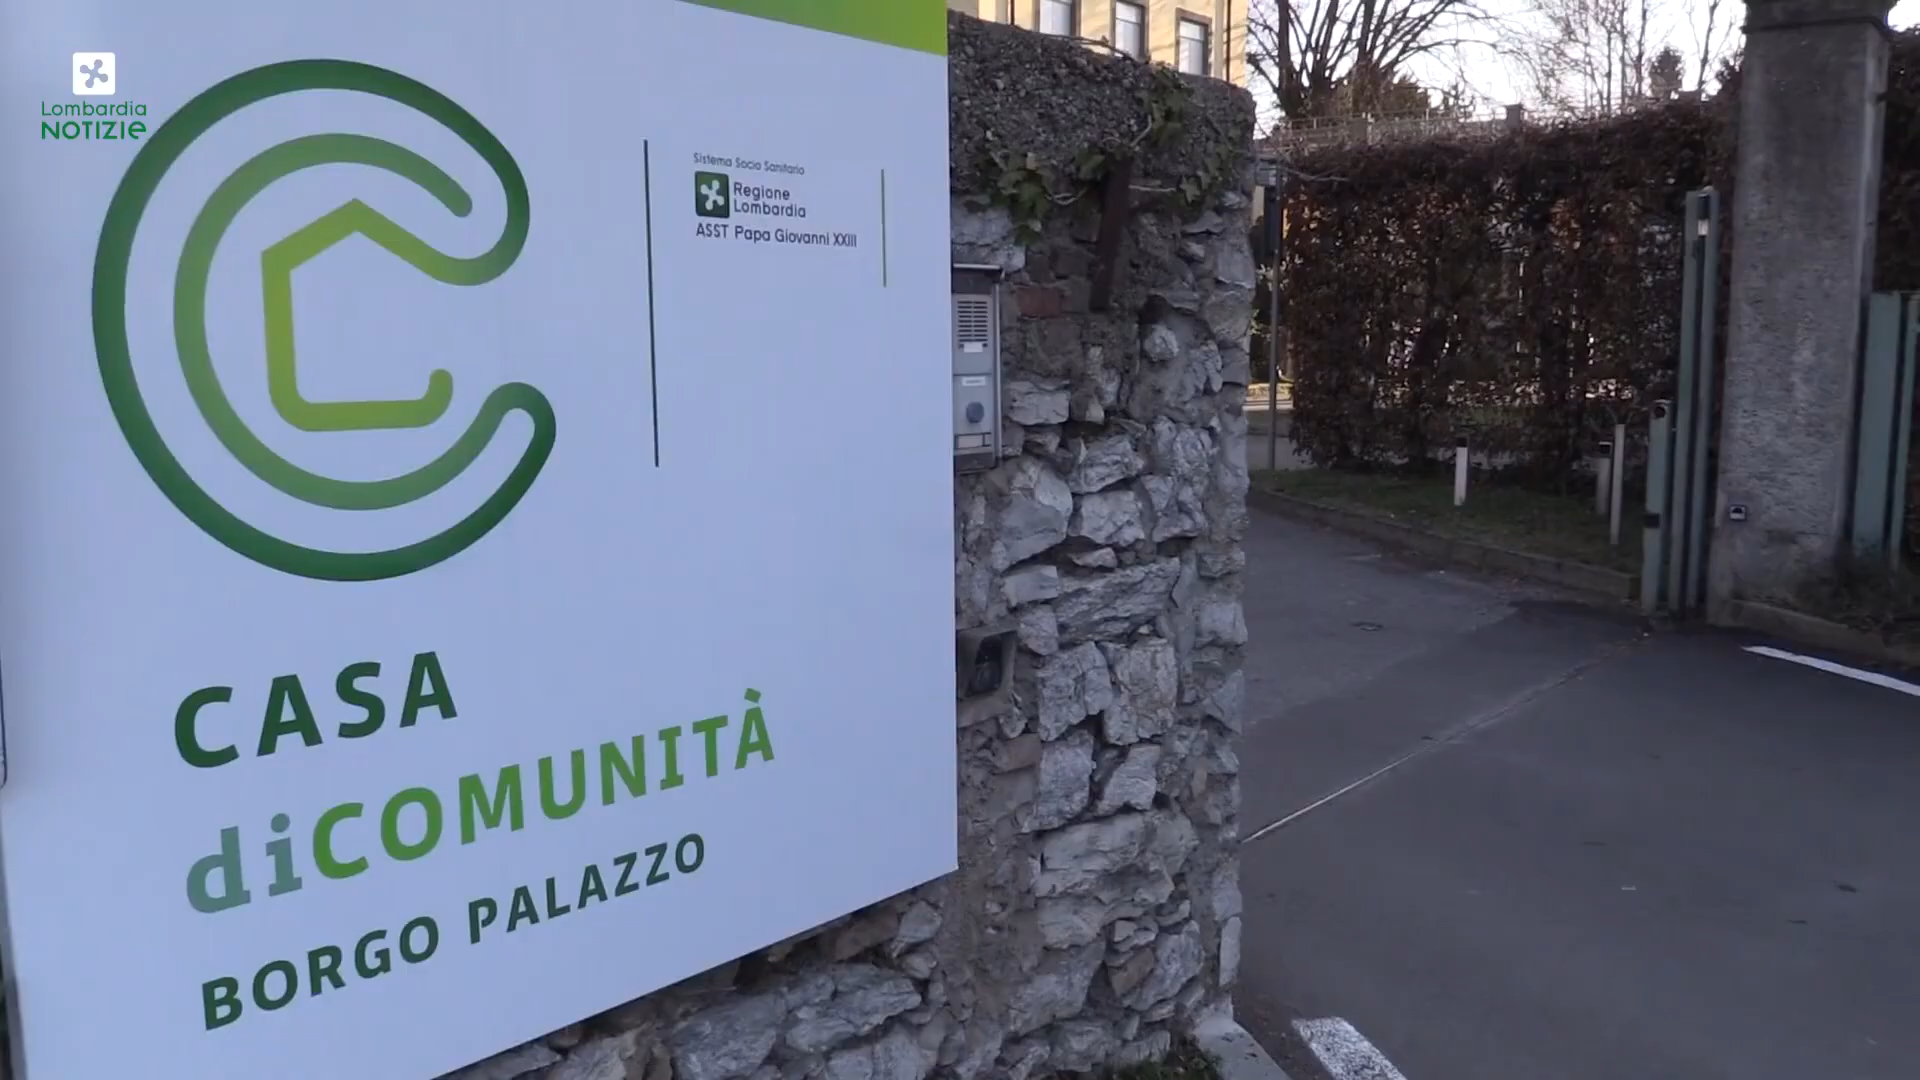 Lombardia
NOTIZIE
Sistema Socio Sanitario
Regione
Lombardia
ASST Papa Giovanni XXIII
CASA
diCOMUNITÀ
BORGO PALAZZO